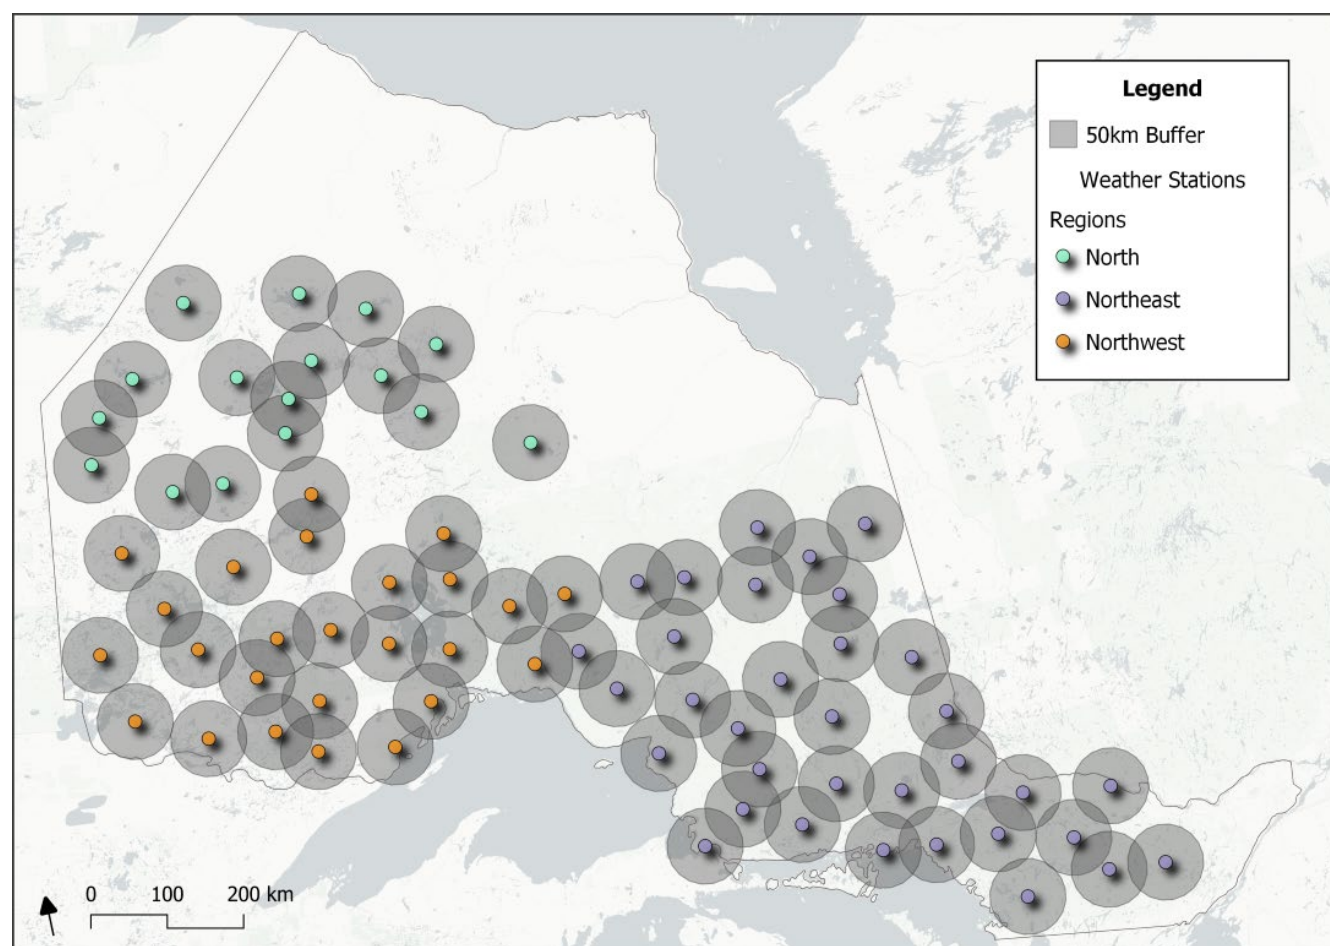 Legend
50km Buffer
Weather Stations
Regions
North
Northeast
Northwest
0 100 200 km